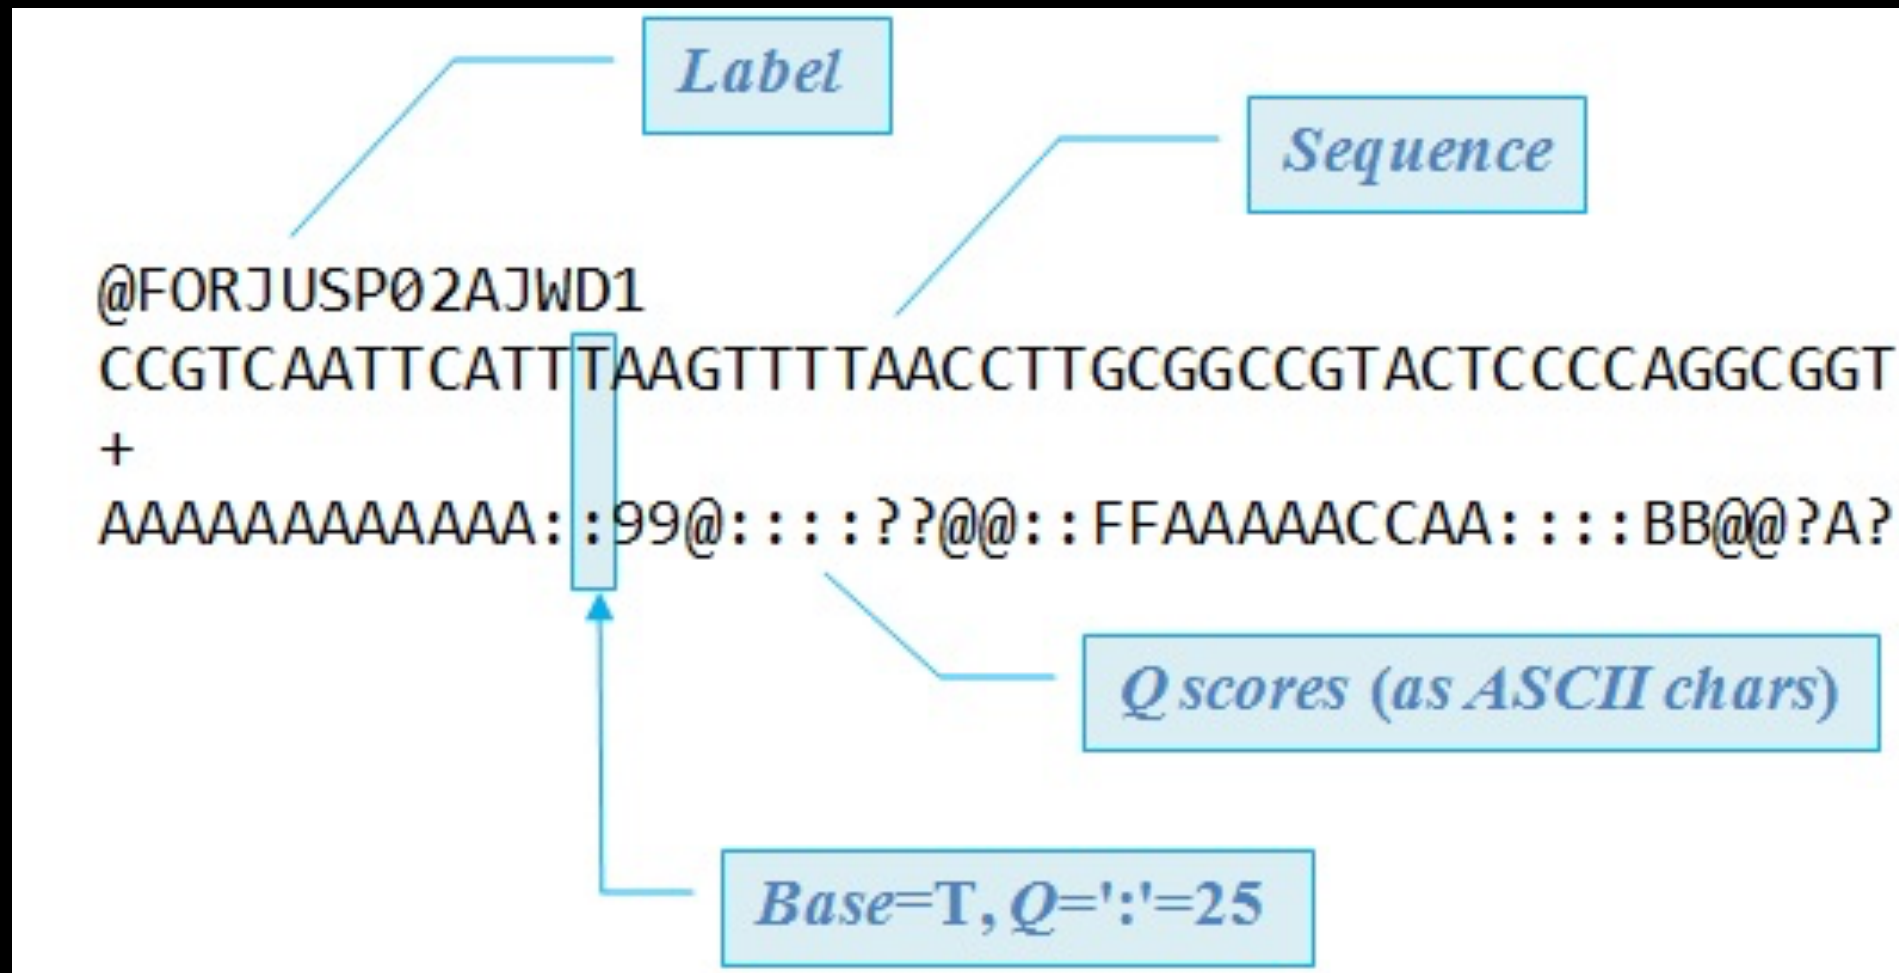 Label
Sequence
@FORJUSP02AJWD1
CCGTCAATTCATTTAAGTTTTAACCTTGCGGCCGTACTCCCCAGGCGGT
+
AAAAAAAAAAAA::99@::::??@@::FFAAAAACCAA::::BB@@?A?
Q scores (as ASCII chars)
Base=T, Q=':'=25